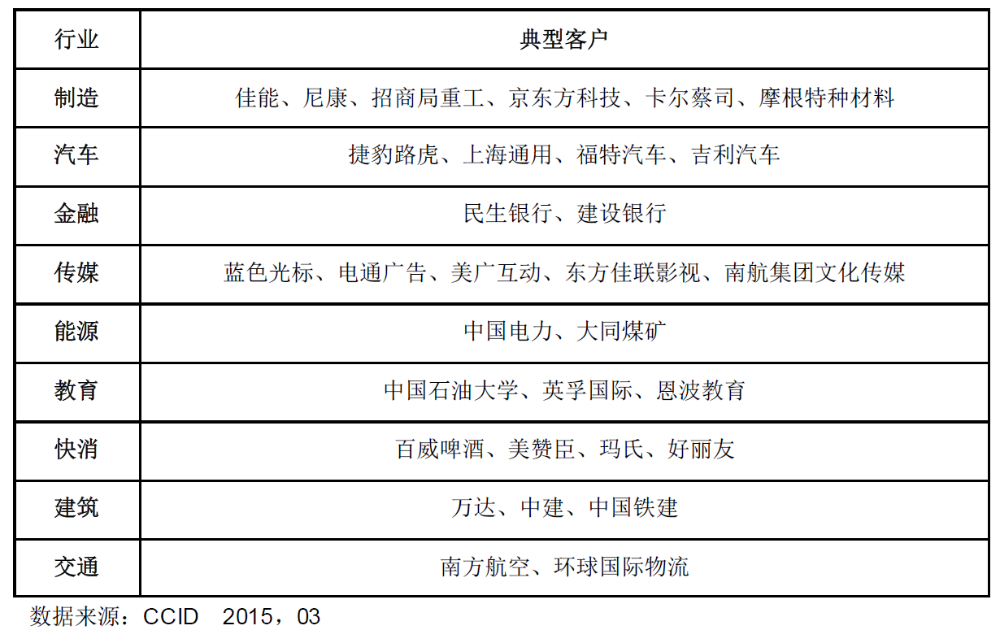 行业 典型客户
制造 佳能、尼康、招商局重工、京东方科技、卡尔蔡司、摩根特种材料
汽车 捷豹路虎、上海通用、福特汽车、吉利汽车
金融 民生银行、建设银行
传媒 蓝色光标、电通广告、美广互动、东方佳联影视、南航集团文化传媒
能源 中国电力、大同煤矿
教育 中国石油大学、英孚国际、恩波教育
快消 百威啤酒、美赞臣、玛氏、好丽友
建筑 万达、中建、中国铁建
交通 南方航空、环球国际物流
数据来源：CCID 2015，03